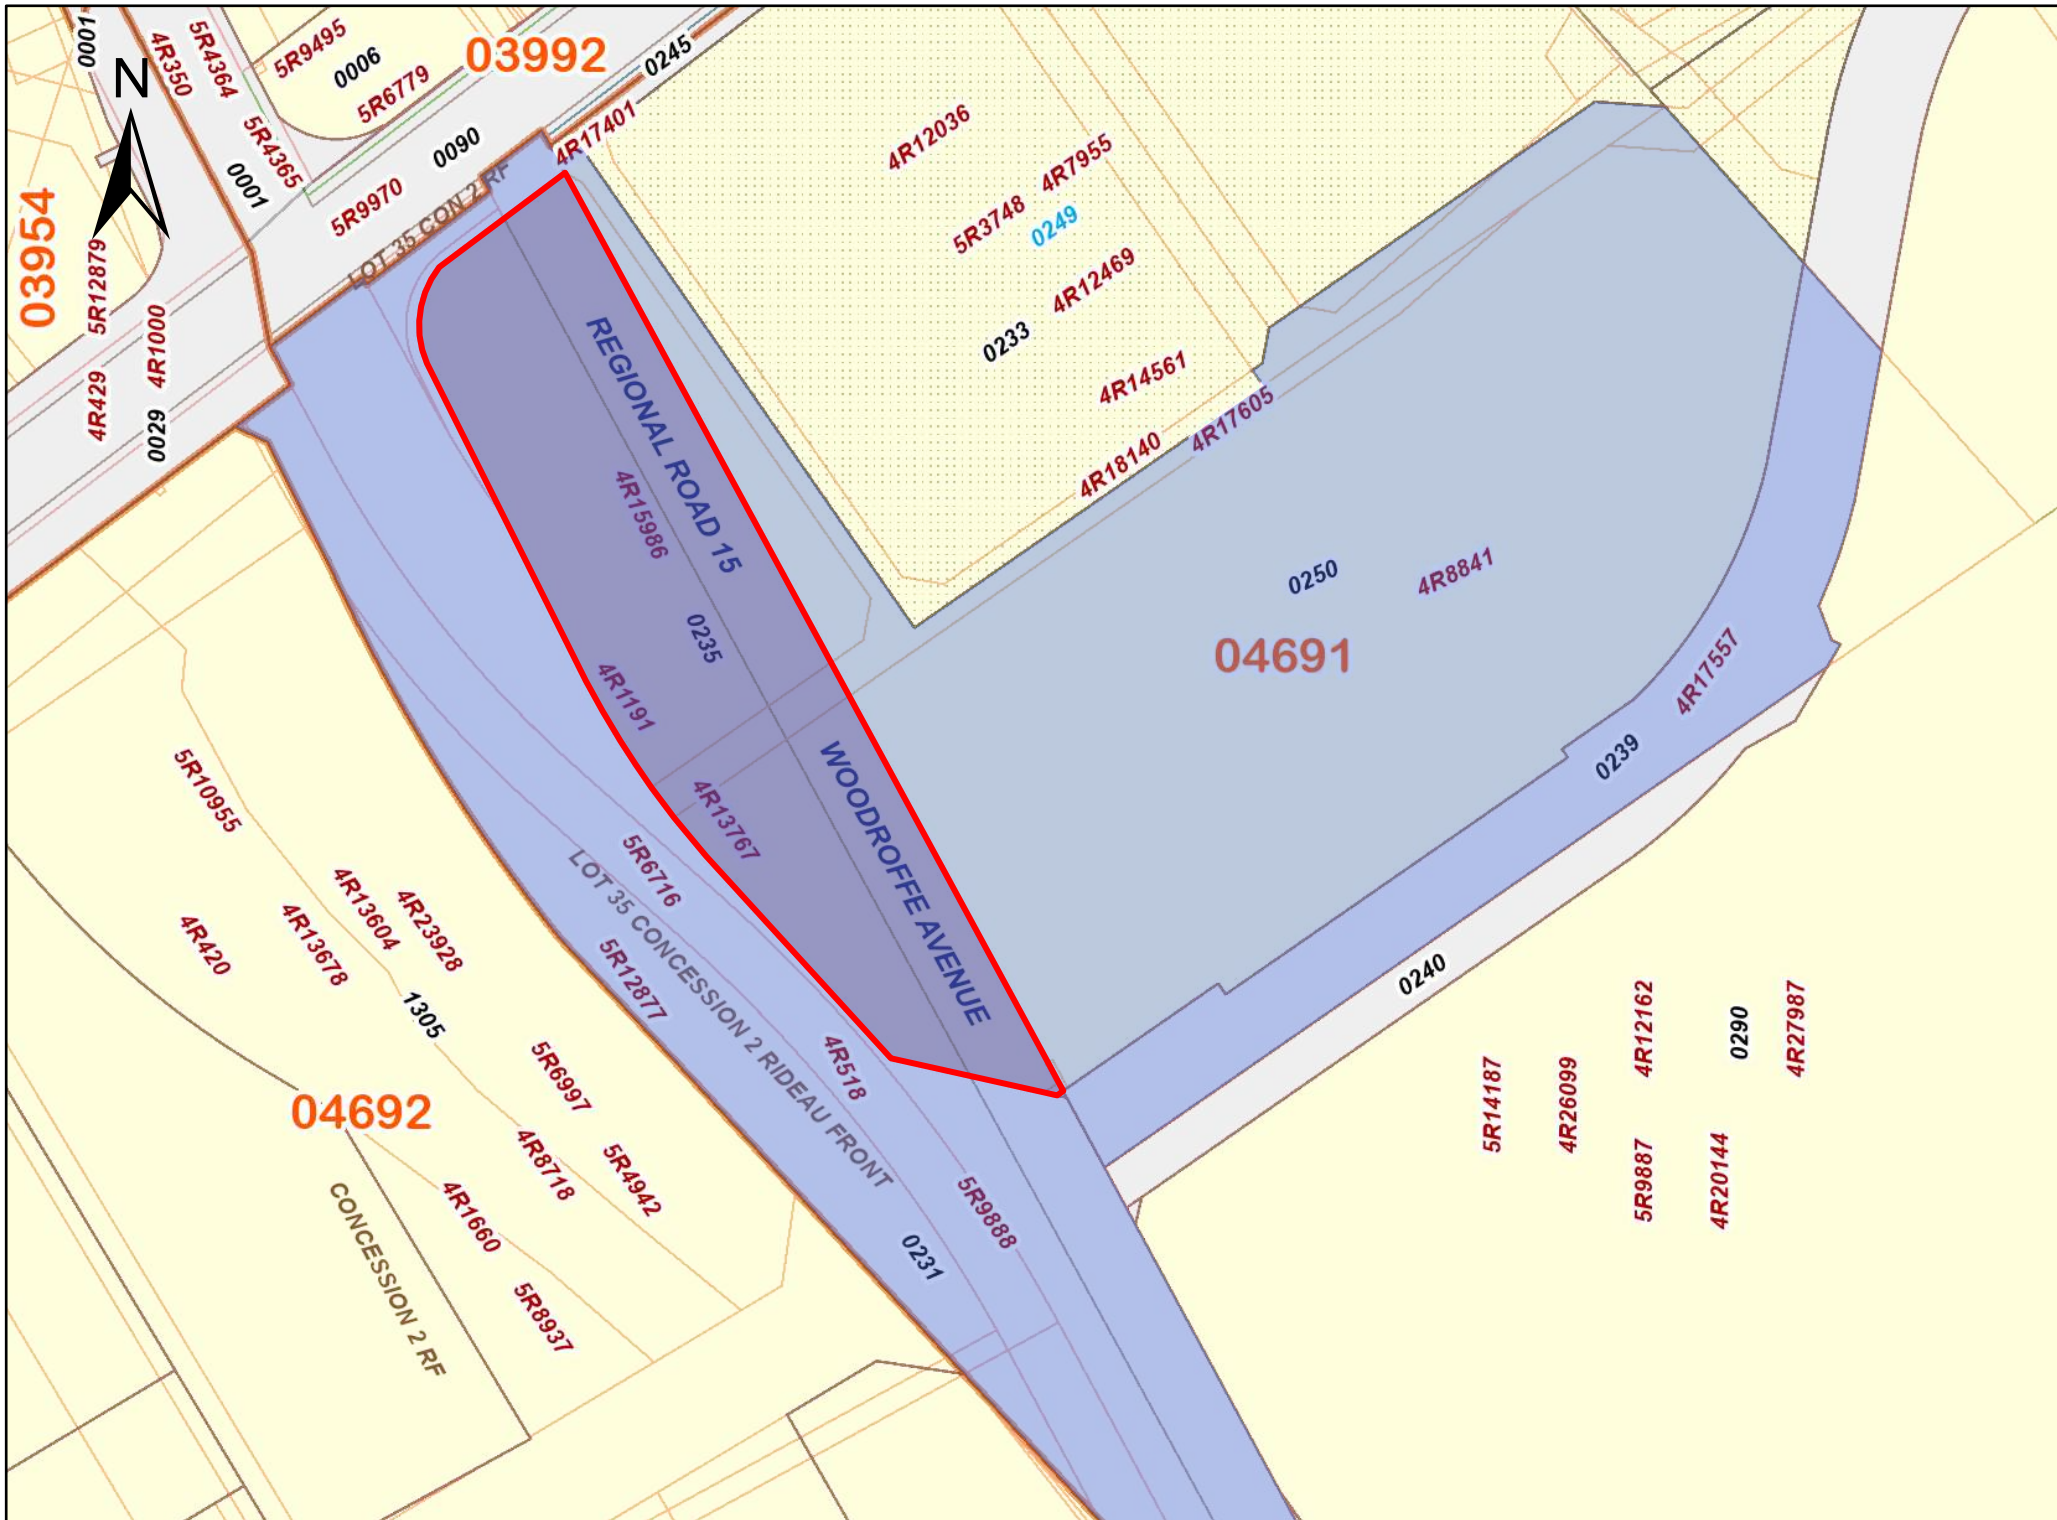 0001
4R350
5R4364
5R9495
0006
5R6779
03992
0245
N
5R4365
0001
0090
4R17401
5R9970
LOT 35 CON 2 RF
03954
5R12879
4R1000
4R429
0029
4R12036
4R7955
5R3748
0249
4R12469
0233
4R14561
4R17605
4R18140
REGIONAL ROAD 15
4R15986
0235
4R1191
4R13767
WOODROFFE AVENUE
0250
4R8841
04691
4R17557
0239
0240
5R10955
5R6716
LOT 35 CONCESSION 2 RIDEAU FRONT
5R12877
4R13604
4R23928
4R420
4R13678
1305
4R518
5R6997
04692
4R8718
5R4942
4R1660
CONCESSION 2 RF
5R8937
5R9888
0231
4R12162
0290
4R27987
5R14187
4R26099
5R9887
4R20144